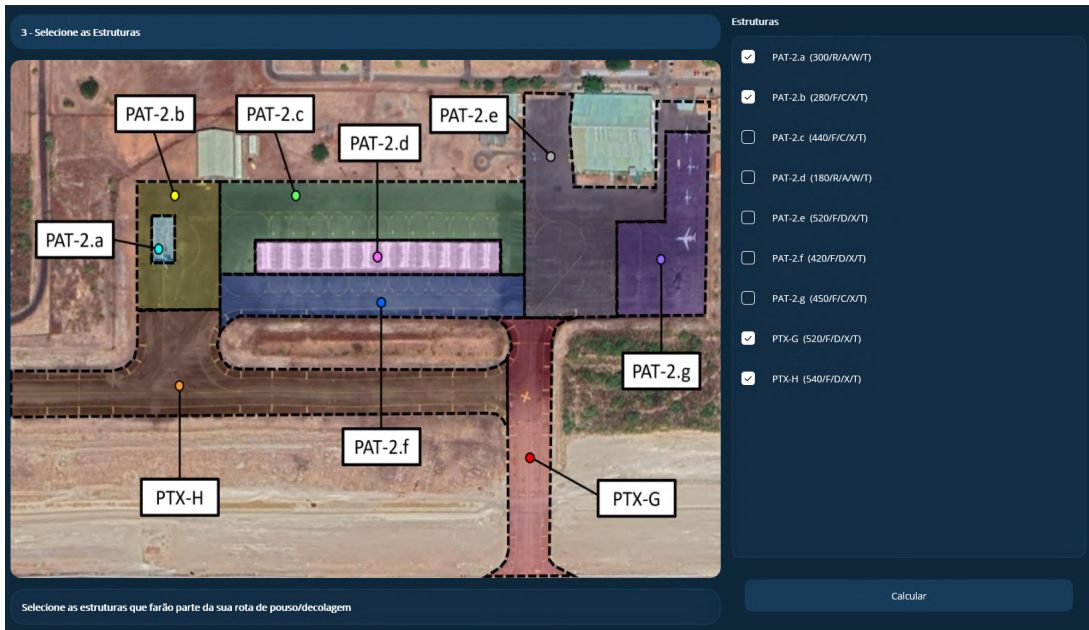 3 - Selecione as Estruturas
PAT-2.b
PAT-2.c
PAT-2.d
PAT-2.e
PAT-2.a
PAT-2.g
PAT-2.f
PTX-H
PTX-G
Selecione as estruturas que farão parte da sua rota de pouso/decolagem
Estruturas
PAT-2.a (300/R/A/W/T)
PAT-2.b (280/F/C/X/T)
PAT-2.c (440/F/C/X/T)
PAT-2.d (180/R/A/W/T)
PAT-2.e (520/F/D/X/T)
PAT-2.f (420/F/D/X/T)
PAT-2.g (450/F/C/X/T)
PTX-G (520/F/D/X/T)
PTX-H (540/F/D/X/T)
Calcular